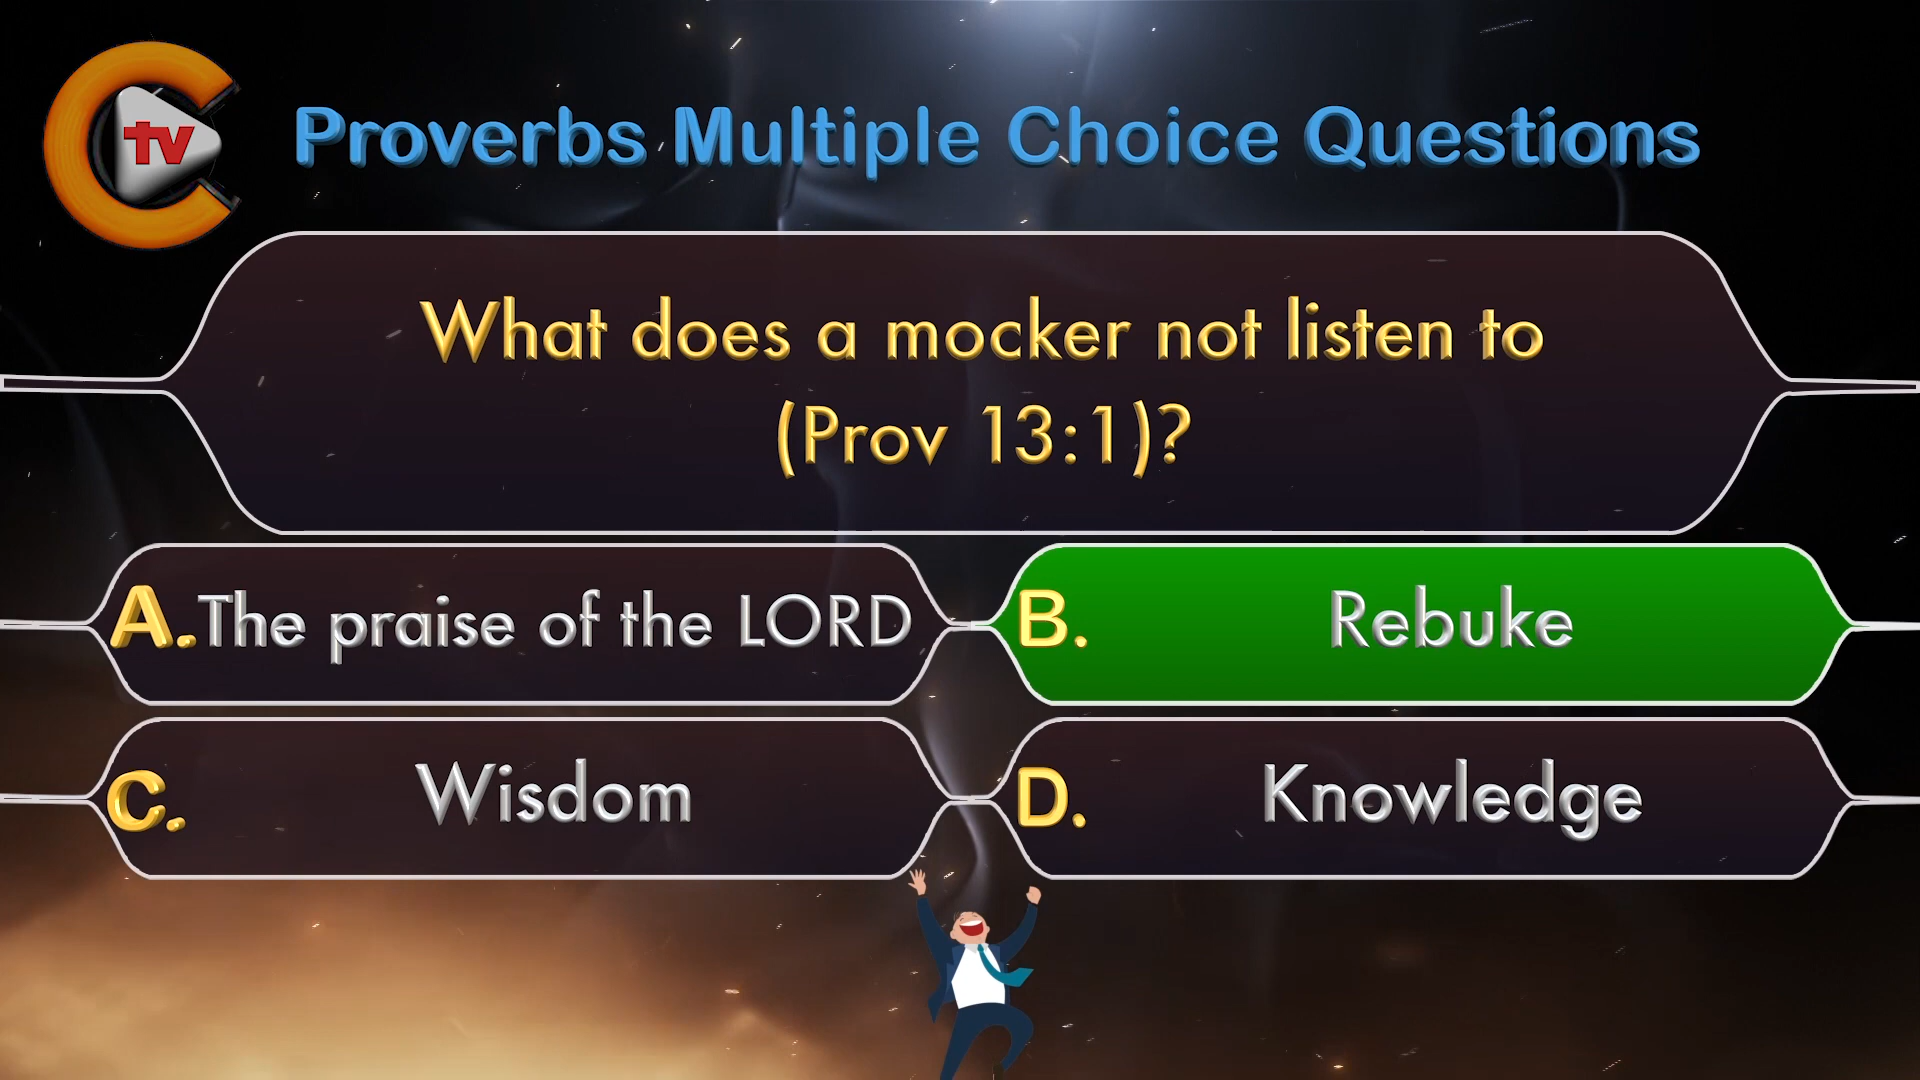 tv
Proverbs Multiple Choice Questions
What does a mocker not listen to
(Prov 13:1)?
A. The praise of the LORD
B. Rebuke
C. Wisdom
D. Knowledge